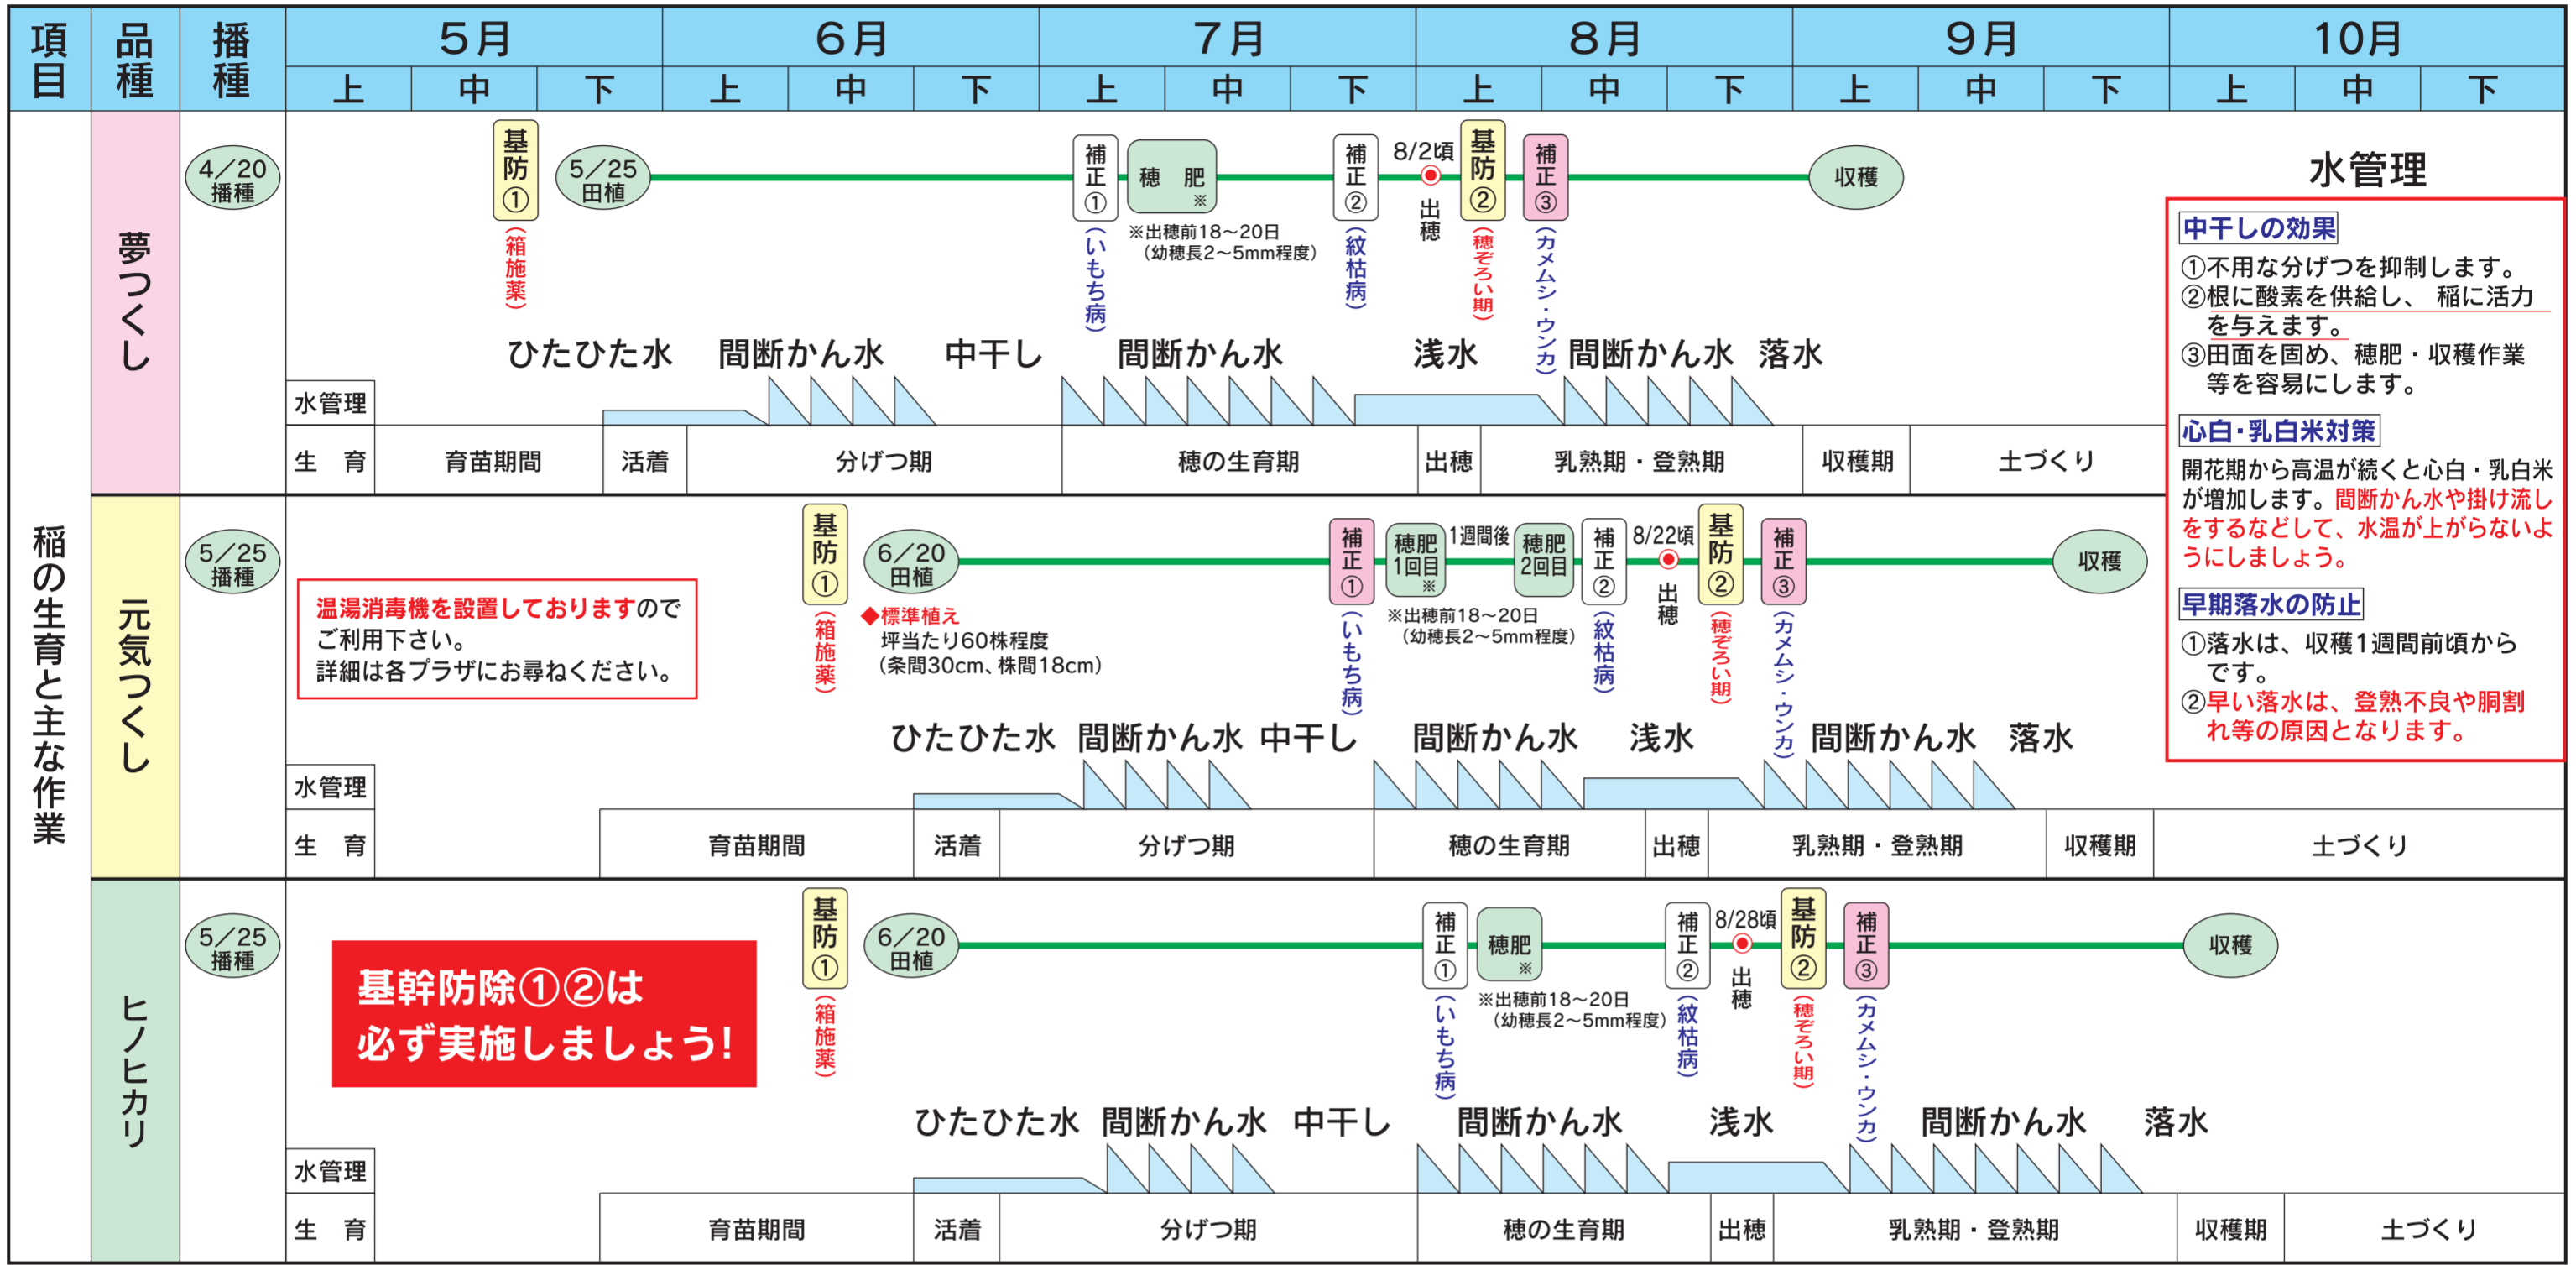 項目
品種
播種
5月
6月
7月
8月
9月
10月
上 中 下 上 中 下 上 中 下 上 中 下 上 中 下 上 中 下
稲の生育と主な作業
夢つくし
4／20
播種
基防①
（箱施薬）
5／25
田植
補正①
（いもち病）
穂 肥
※
※出穂前18～20日
（幼穂長2～5mm程度）
補正②
（紋枯病）
8/2頃
出穂
基防②
（穂ぞろい期）
補正③
（カメムシ・ウンカ）
収穫
ひたひた水 間断かん水 中干し 間断かん水 浅水 間断かん水 落水
水管理
生 育 育苗期間 活着 分げつ期 穂の生育期 出穂 乳熟期・登熟期 収穫期 土づくり
元気つくし
5／25
播種
温湯消毒機を設置しておりますので
ご利用下さい。
詳細は各プラザにお尋ねください。
基防①
（箱施薬）
6／20
田植
◆標準植え
坪当たり60株程度
（条間30cm、株間18cm）
補正①
（いもち病）
穂肥
1回目
※
1週間後
穂肥
2回目
※出穂前18～20日
（幼穂長2～5mm程度）
補正②
（紋枯病）
8/22頃
出穂
基防②
（穂ぞろい期）
補正③
（カメムシ・ウンカ）
収穫
ひたひた水 間断かん水 中干し 間断かん水 浅水 間断かん水 落水
水管理
生 育 育苗期間 活着 分げつ期 穂の生育期 出穂 乳熟期・登熟期 収穫期 土づくり
ヒノヒカリ
5／25
播種
基幹防除①②は
必ず実施しましょう!
基防①
（箱施薬）
6／20
田植
補正①
（いもち病）
穂肥
※
※出穂前18～20日
（幼穂長2～5mm程度）
補正②
（紋枯病）
8/28頃
出穂
基防②
（穂ぞろい期）
補正③
（カメムシ・ウンカ）
収穫
ひたひた水 間断かん水 中干し 間断かん水 浅水 間断かん水 落水
水管理
生 育 育苗期間 活着 分げつ期 穂の生育期 出穂 乳熟期・登熟期 収穫期 土づくり
水管理
中干しの効果
①不用な分げつを抑制します。
②根に酸素を供給し、 稲に活力
を与えます。
③田面を固め、穂肥・収穫作業
等を容易にします。
心白・乳白米対策
開花期から高温が続くと心白・乳白米
が増加します。間断かん水や掛け流し
をするなどして、水温が上がらないよ
うにしましょう。
早期落水の防止
①落水は、収穫1週間前頃から
です。
②早い落水は、登熟不良や胴割
れ等の原因となります。